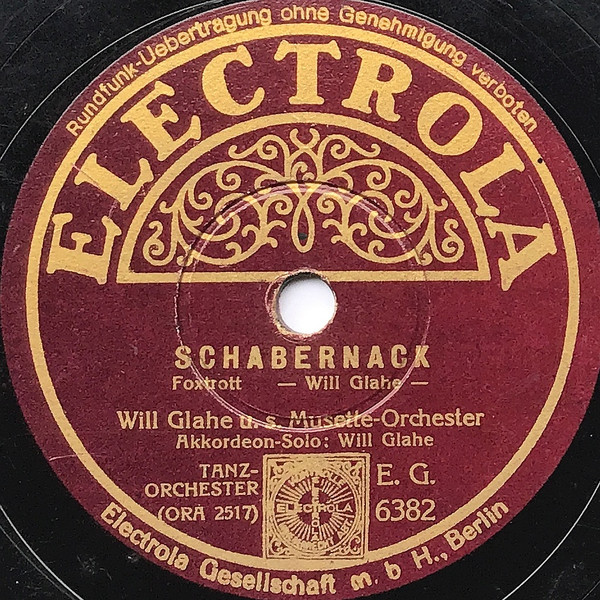 Rundfunk-Uebertragung ohne Genehmigung verboten
ELECTROLA
SCHABERNACK
Foxtrott — Will Glahe —
Will Glahe u. s. Musette-Orchester
Akkordeon-Solo: Will Glahe
TANZ-
ORCHESTER
(ORA 2517)
ELECTROLA
E. G.
6382
Electrola Gesellschaft m. b H., Berlin